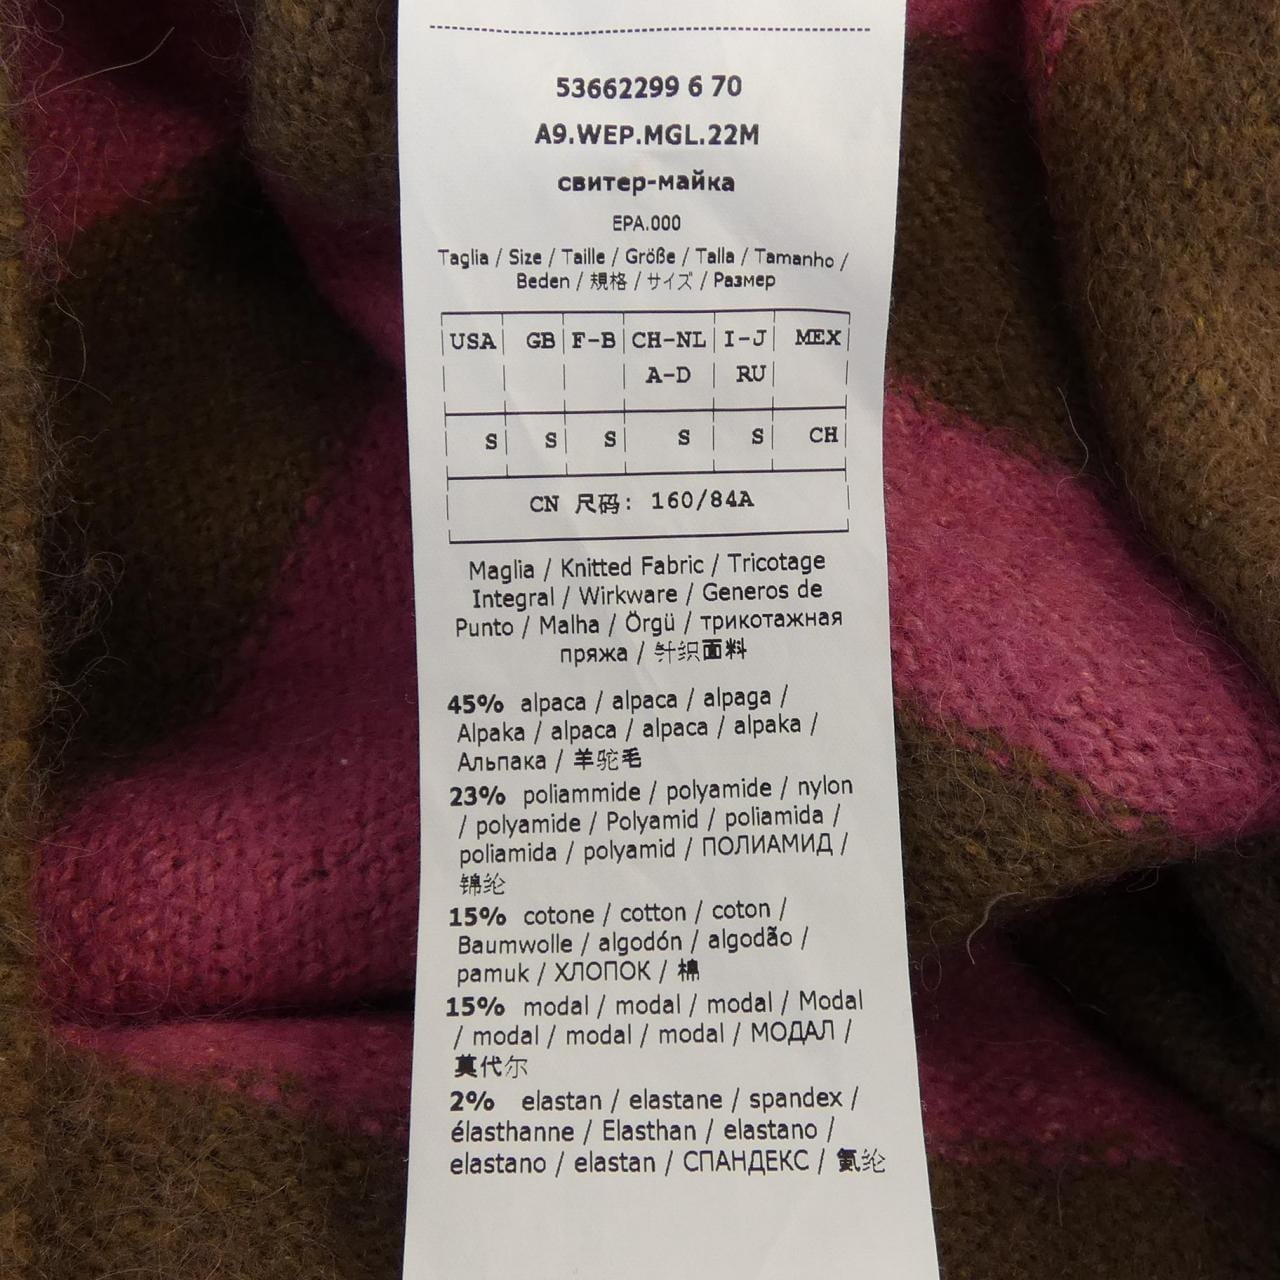 53662299 6 70
A9.WEP.MGL.22M
свитер-майка
EPA.000
Taglia / Size / Taille / Größe / Talla / Tamanho /
Beden / 規格 / サイズ / Размер
USA GB F-B CH-NL I-J MEX
A-D RU
S S S S S CH
CN 尺码: 160/84A
Maglia / Knitted Fabric / Tricotage
Integral / Wirkware / Generos de
Punto / Malha / Örgü / трикотажная
пряжа / 针织面料
45% alpaca / alpaca / alpaga /
Alpaka / alpaca / alpaca / alpaka /
Альпака / 羊驼毛
23% poliammide / polyamide / nylon
/ polyamide / Polyamid / poliamida /
poliamida / polyamid / ПОЛИАМИД /
锦纶
15% cotone / cotton / coton /
Baumwolle / algodón / algodão /
pamuk / ХЛОПОК / 棉
15% modal / modal / modal / Modal
/ modal / modal / modal / МОДАЛ /
莫代尔
2% elastan / elastane / spandex /
élasthanne / Elasthan / elastano /
elastano / elastan / СПАНДЕКС / 氨纶